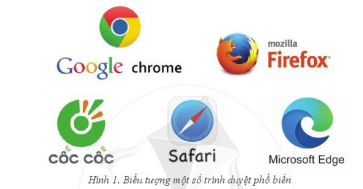 Google chrome
mozilla
Firefox
CỐC CỐC
Safari
Microsoft Edge
Hình 1. Biểu tượng một số trình duyệt phổ biến